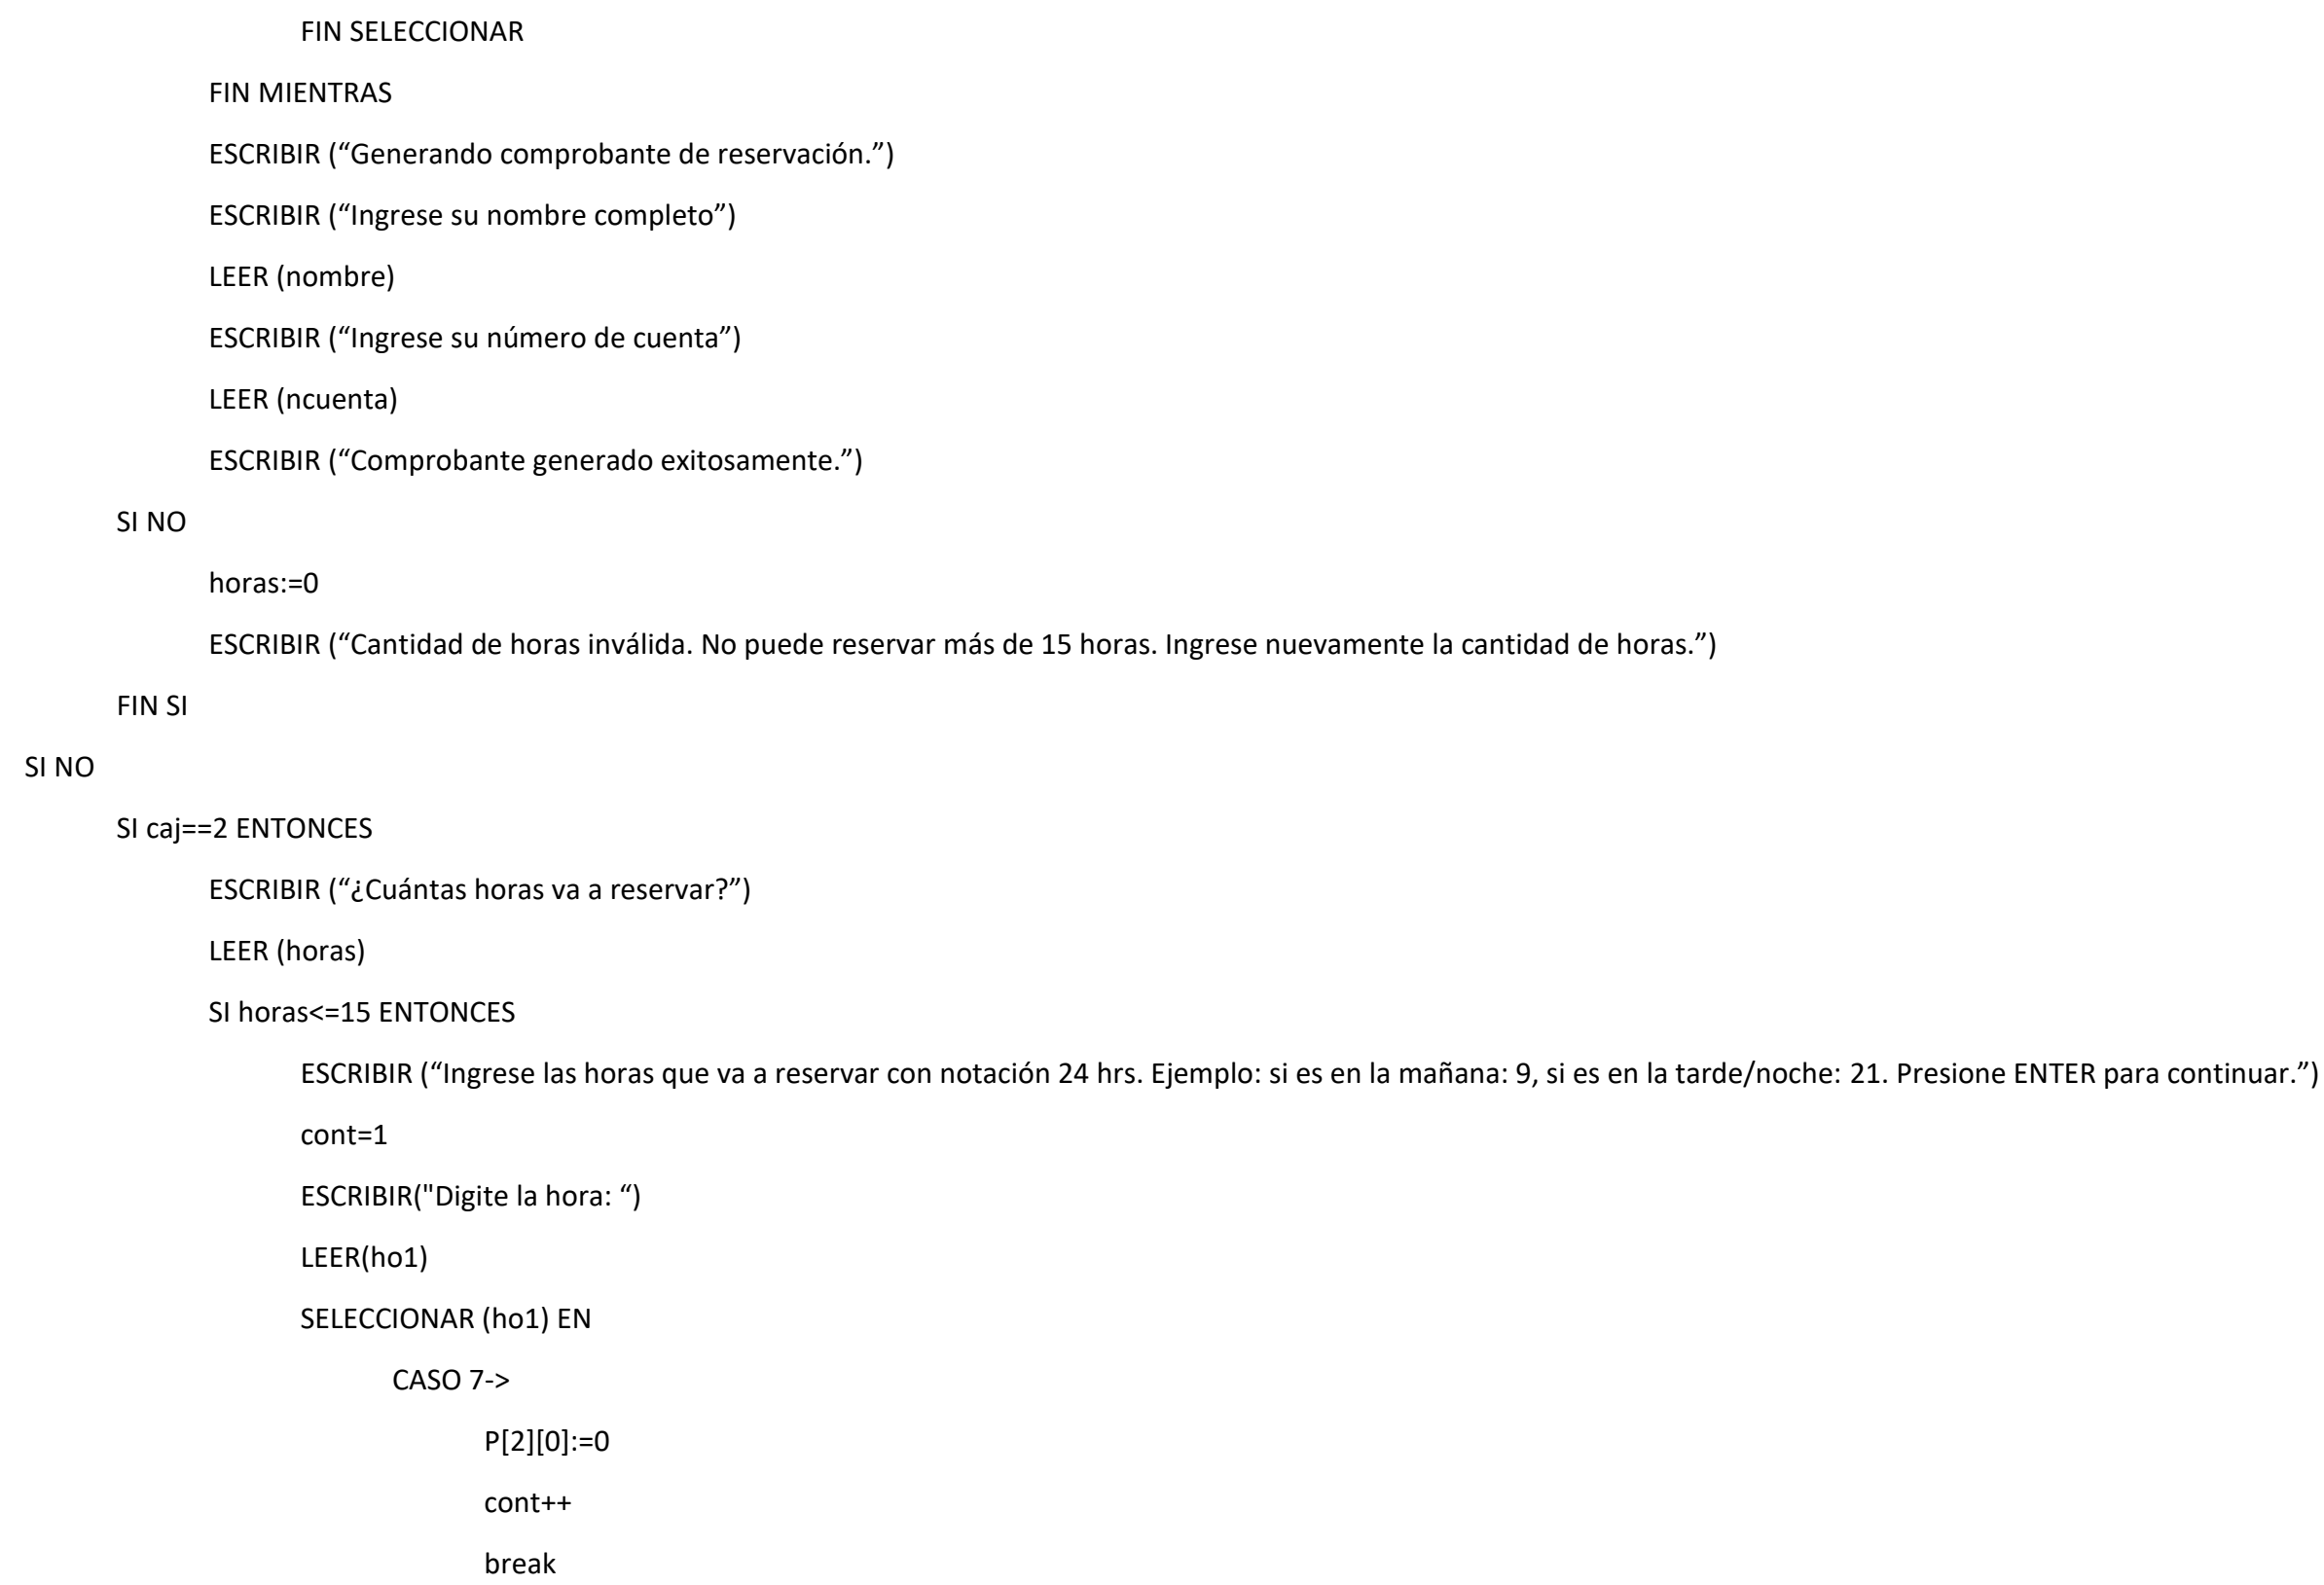 FIN SELECCIONAR
FIN MIENTRAS
ESCRIBIR (“Generando comprobante de reservación.”)
ESCRIBIR (“Ingrese su nombre completo”)
LEER (nombre)
ESCRIBIR (“Ingrese su número de cuenta”)
LEER (ncuenta)
ESCRIBIR (“Comprobante generado exitosamente.”)
SI NO
horas:=0
ESCRIBIR (“Cantidad de horas inválida. No puede reservar más de 15 horas. Ingrese nuevamente la cantidad de horas.”)
FIN SI
SI NO
SI caj==2 ENTONCES
ESCRIBIR (“¿Cuántas horas va a reservar?”)
LEER (horas)
SI horas<=15 ENTONCES
ESCRIBIR (“Ingrese las horas que va a reservar con notación 24 hrs. Ejemplo: si es en la mañana: 9, si es en la tarde/noche: 21. Presione ENTER para continuar.”)
cont=1
ESCRIBIR("Digite la hora: “)
LEER(ho1)
SELECCIONAR (ho1) EN
CASO 7->
P[2][0]:=0
cont++
break